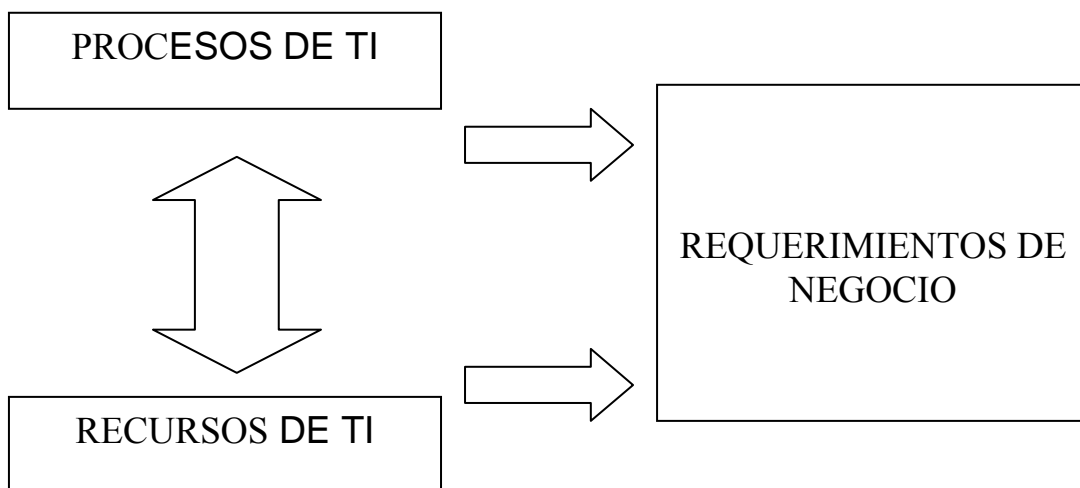 PROCESOS DE TI
REQUERIMIENTOS DE
NEGOCIO
RECURSOS DE TI